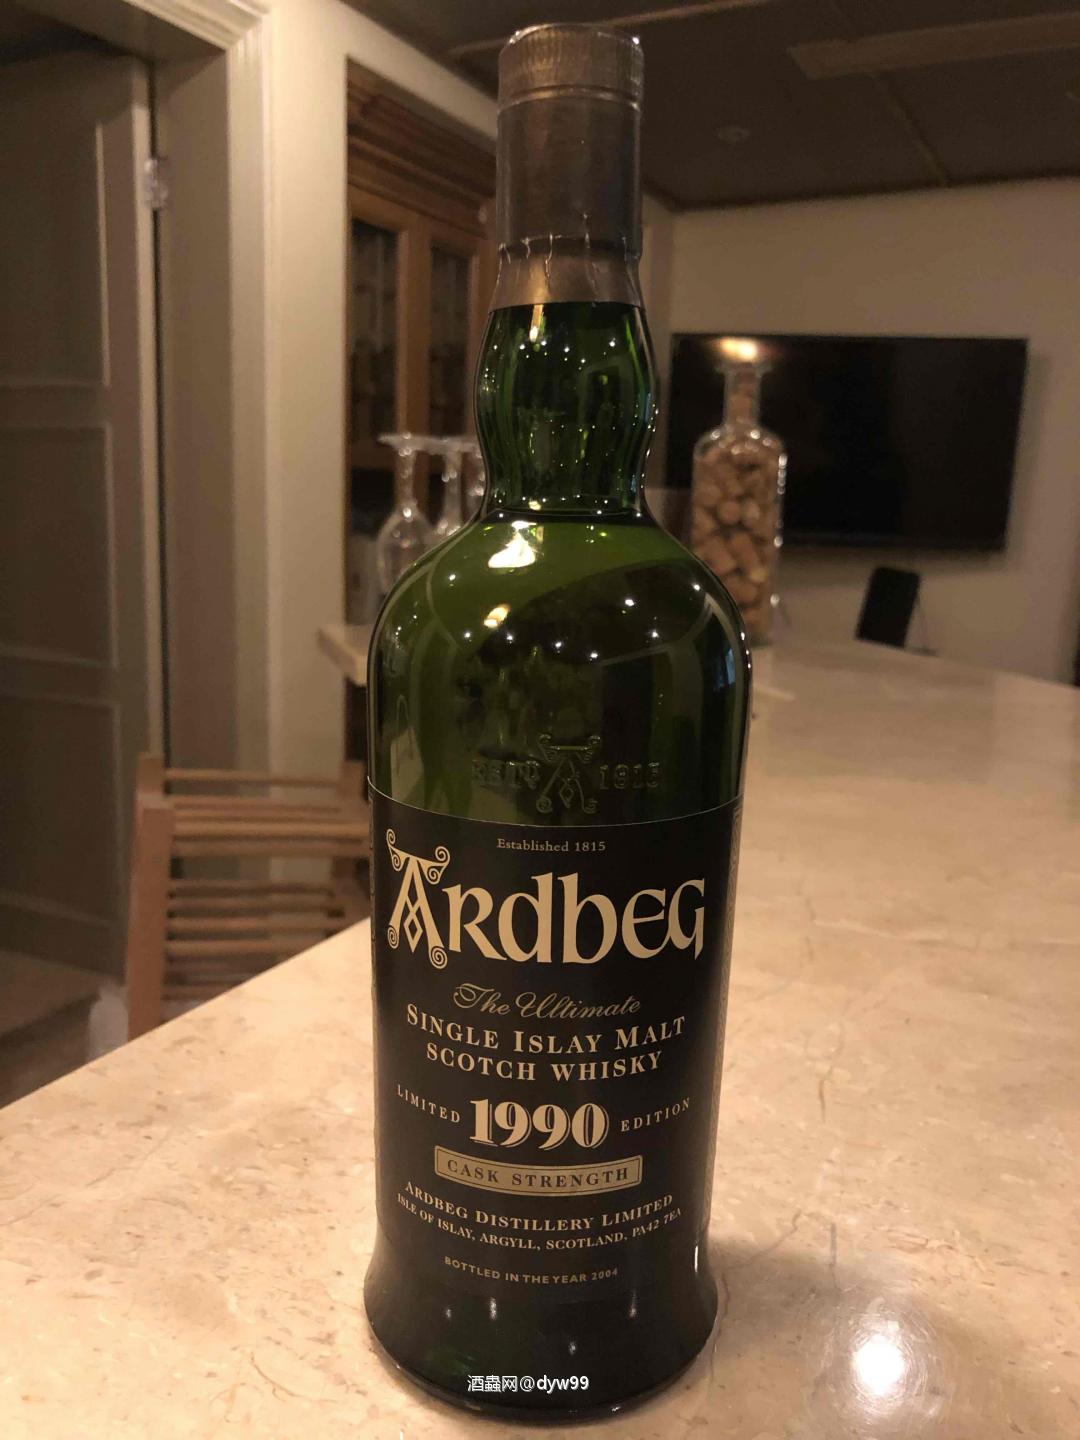 ESTD A 1815
Established 1815
ARDBEG
The Ultimate
SINGLE ISLAY MALT
SCOTCH WHISKY
LIMITED 1990 EDITION
CASK STRENGTH
ARDBEG DISTILLERY LIMITED
ISLE OF ISLAY, ARGYLL, SCOTLAND, PA42 7EA
BOTTLED IN THE YEAR 2004
酒蟲网@dyw99